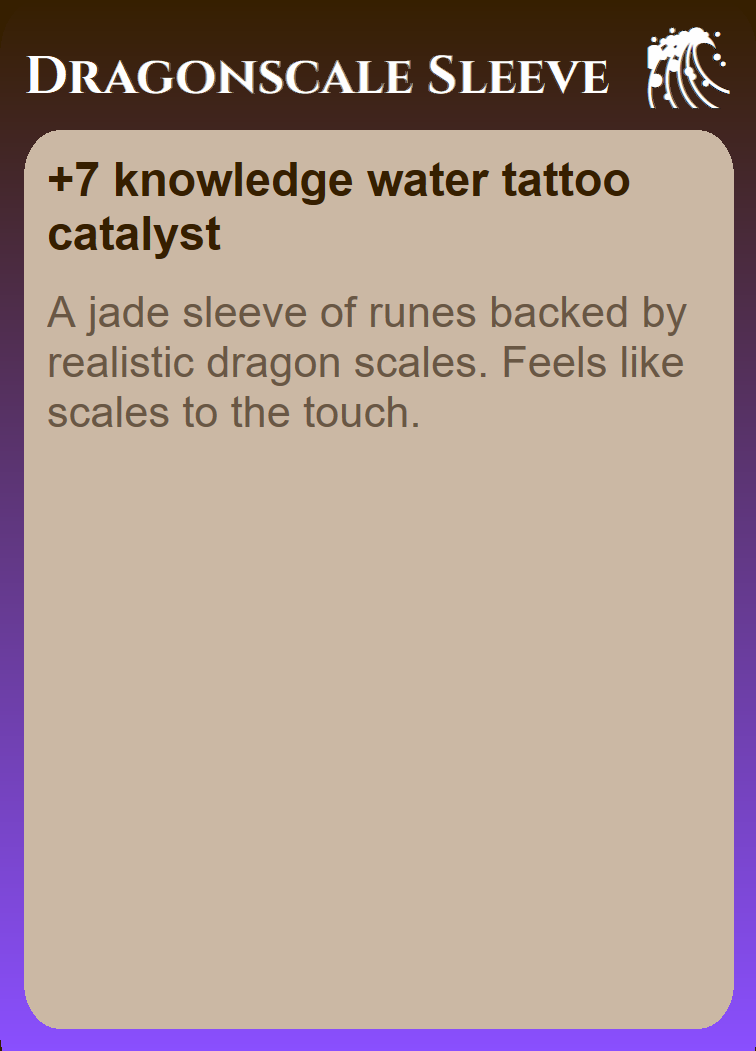 Dragonscale Sleeve
+7 knowledge water tattoo
catalyst
A jade sleeve of runes backed by
realistic dragon scales. Feels like
scales to the touch.